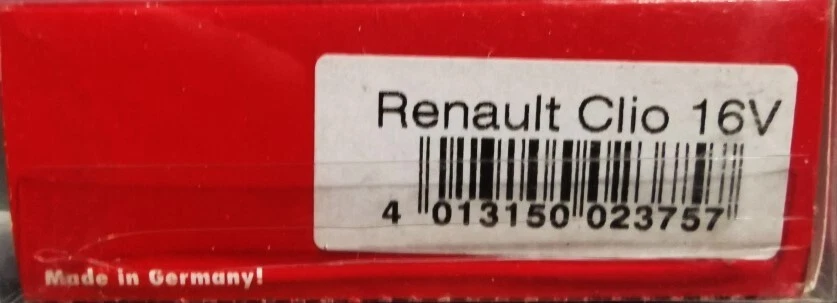 Renault Clio 16V
4 013150 023757
Made in Germany!